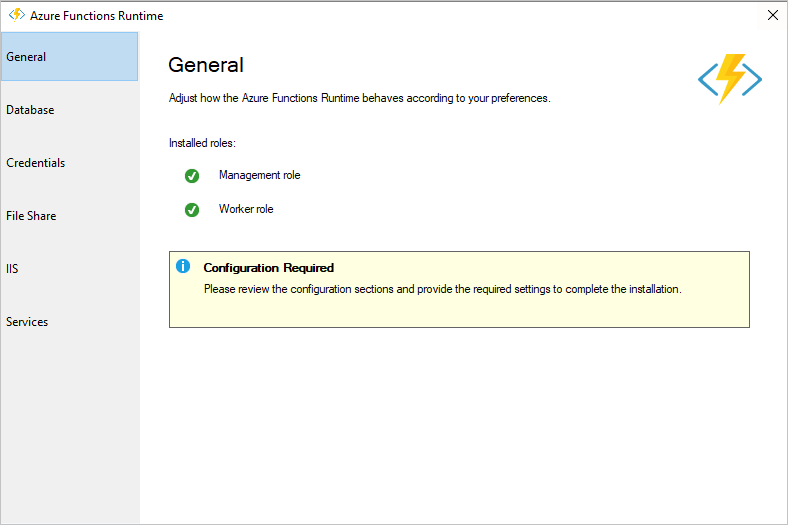 Azure Functions Runtime
General
Database
Credentials
File Share
IIS
Services
General
Adjust how the Azure Functions Runtime behaves according to your preferences.
Installed roles:
Management role
Worker role
Configuration Required
Please review the configuration sections and provide the required settings to complete the installation.